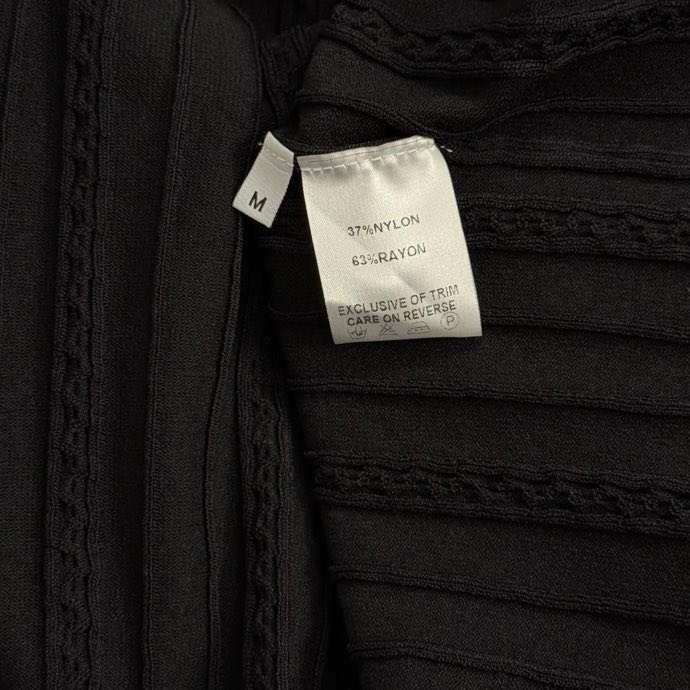 M
37%NYLON
63%RAYON
EXCLUSIVE OF TRIM
CARE ON REVERSE
P